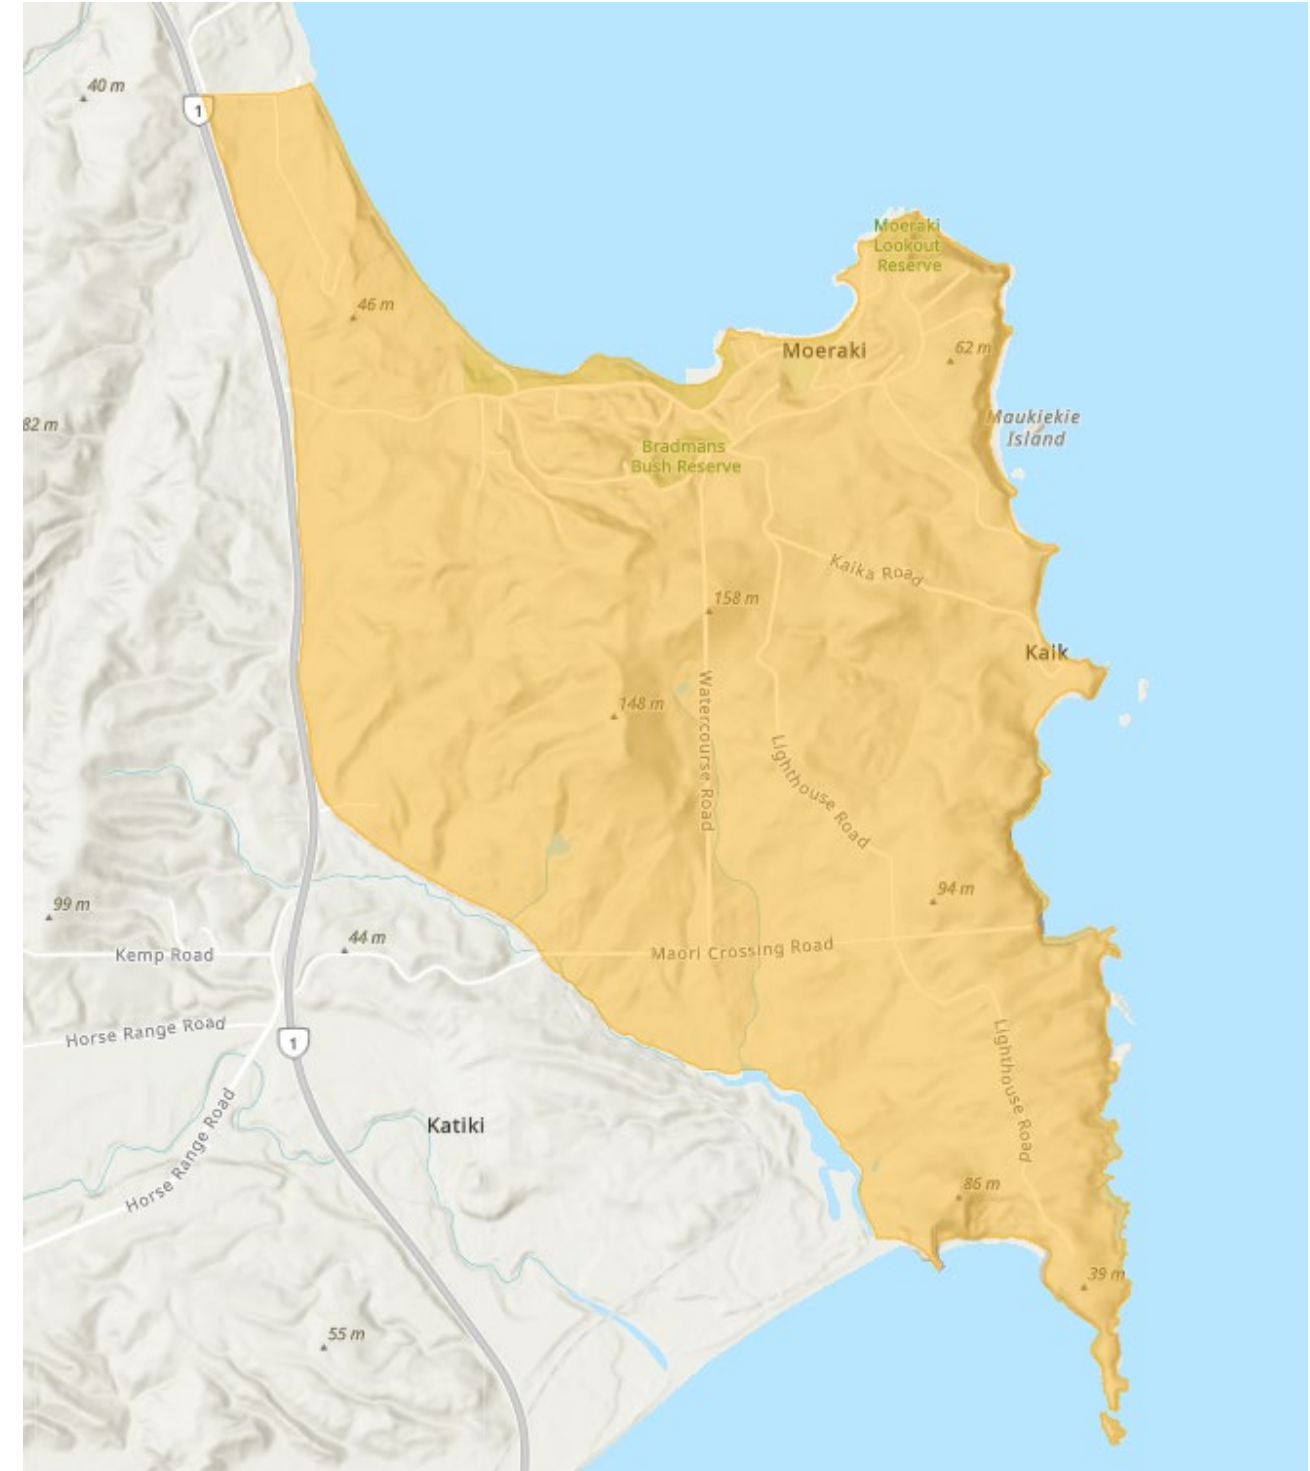 40 m
1
Moeraki
Lookout
Reserve
46 m
Moeraki
62 m
82 m
Maukiekie
Island
Bradmans
Bush Reserve
Kaika Road
158 m
Kaik
148 m
Watercourse Road
Lighthouse Road
94 m
99 m
44 m
Kemp Road
Maori Crossing Road
Horse Range Road
1
Lighthouse Road
Katiki
Horse Range Road
86 m
39 m
55 m